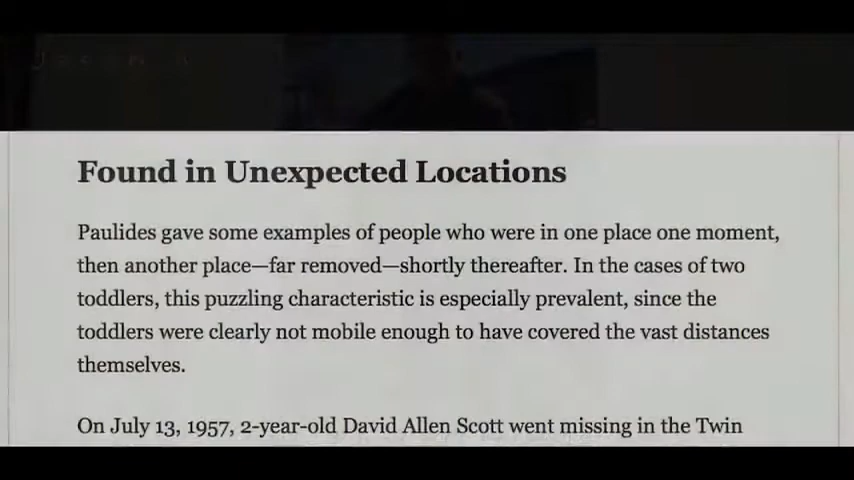 Found in Unexpected Locations
Paulides gave some examples of people who were in one place one moment,
then another place—far removed—shortly thereafter. In the cases of two
toddlers, this puzzling characteristic is especially prevalent, since the
toddlers were clearly not mobile enough to have covered the vast distances
themselves.
On July 13, 1957, 2-year-old David Allen Scott went missing in the Twin